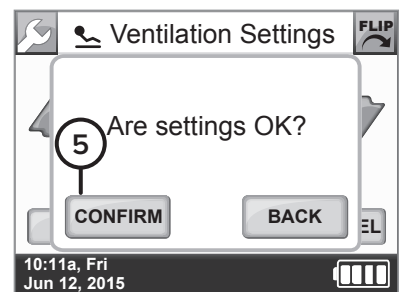 Ventilation Settings
FLIP
Are settings OK?
5
CONFIRM
BACK
EL
10:11a, Fri
Jun 12, 2015